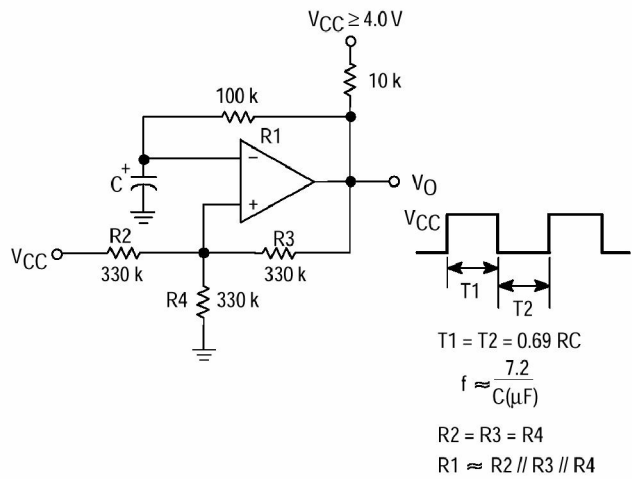 VCC ≥ 4.0 V
10 k
100 k
R1
−
+
+
C
VO
VCC
R2
330 k
R3
330 k
R4
330 k
VCC
T1
T2
T1 = T2 = 0.69 RC
f ≈ 7.2 / C(µF)
R2 = R3 = R4
R1 ≈ R2 // R3 // R4